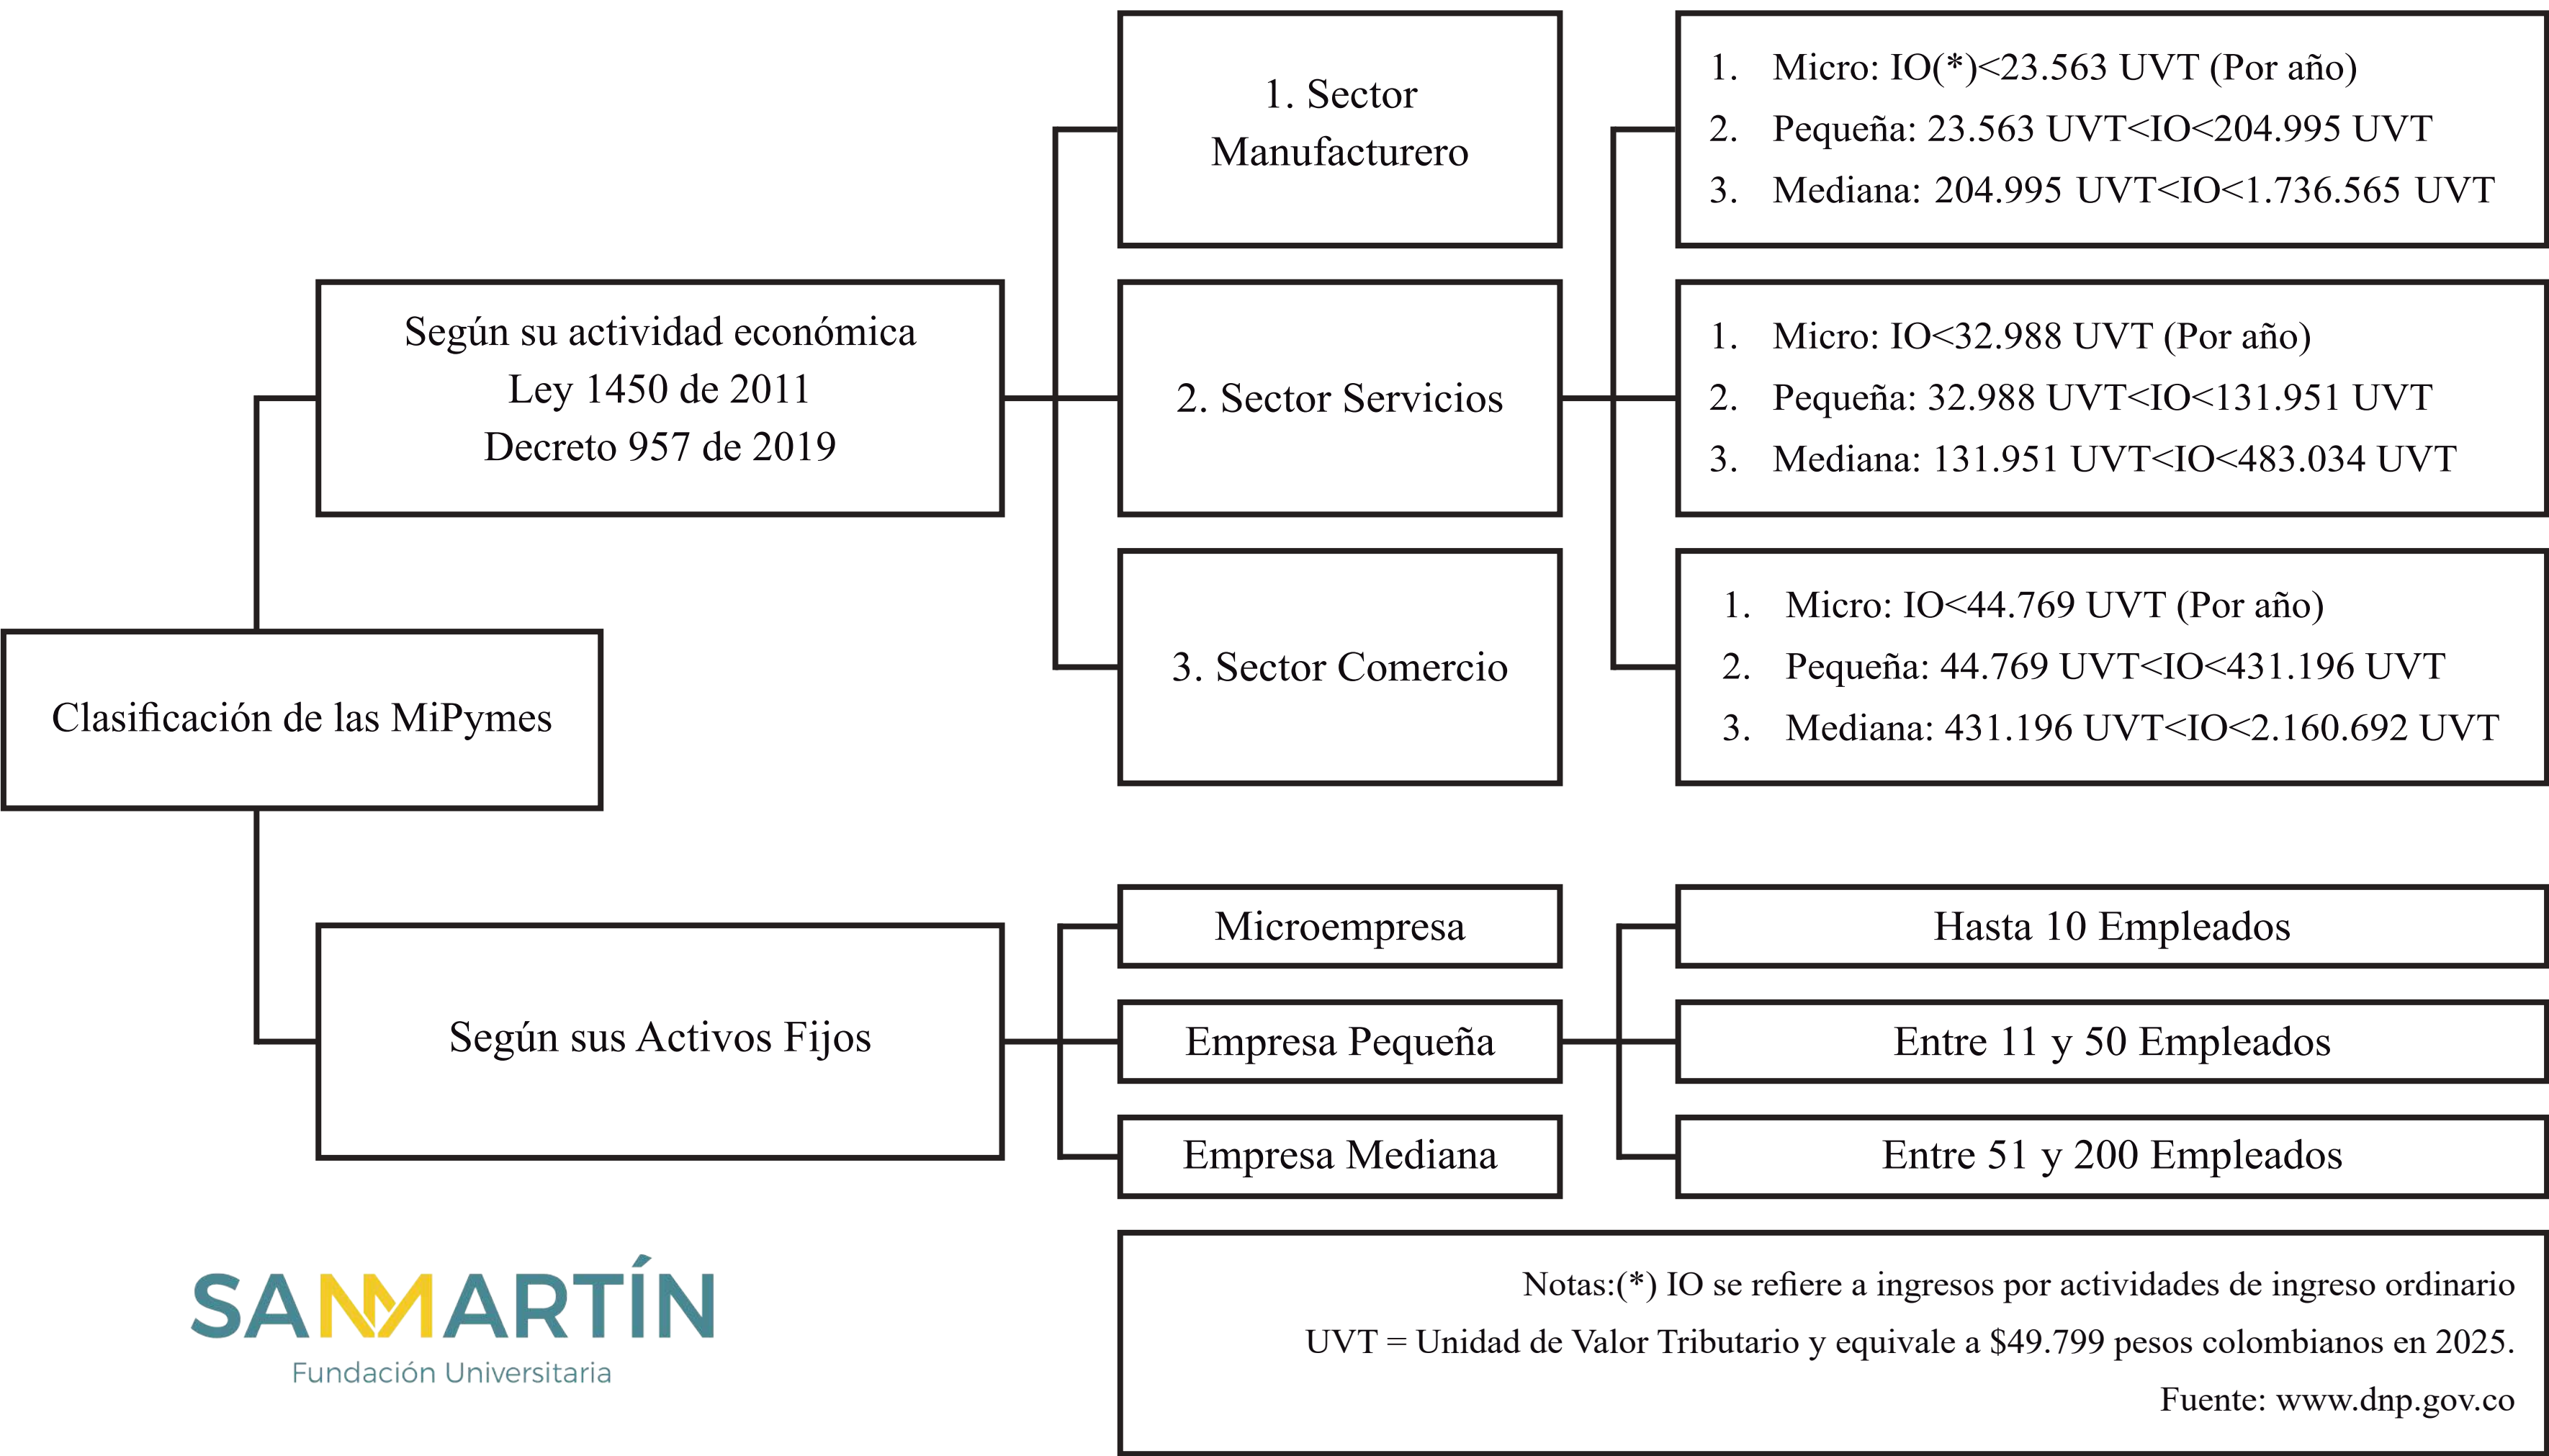 Clasificación de las MiPymes
Según su actividad económica
Ley 1450 de 2011
Decreto 957 de 2019
1. Sector
Manufacturero
2. Sector Servicios
3. Sector Comercio
1. Micro: IO(*)<23.563 UVT (Por año)
2. Pequeña: 23.563 UVT<IO<204.995 UVT
3. Mediana: 204.995 UVT<IO<1.736.565 UVT
1. Micro: IO<32.988 UVT (Por año)
2. Pequeña: 32.988 UVT<IO<131.951 UVT
3. Mediana: 131.951 UVT<IO<483.034 UVT
1. Micro: IO<44.769 UVT (Por año)
2. Pequeña: 44.769 UVT<IO<431.196 UVT
3. Mediana: 431.196 UVT<IO<2.160.692 UVT
Según sus Activos Fijos
Microempresa
Empresa Pequeña
Empresa Mediana
Hasta 10 Empleados
Entre 11 y 50 Empleados
Entre 51 y 200 Empleados
SANMARTÍN
Fundación Universitaria
Notas:(*) IO se refiere a ingresos por actividades de ingreso ordinario
UVT = Unidad de Valor Tributario y equivale a $49.799 pesos colombianos en 2025.
Fuente: www.dnp.gov.co